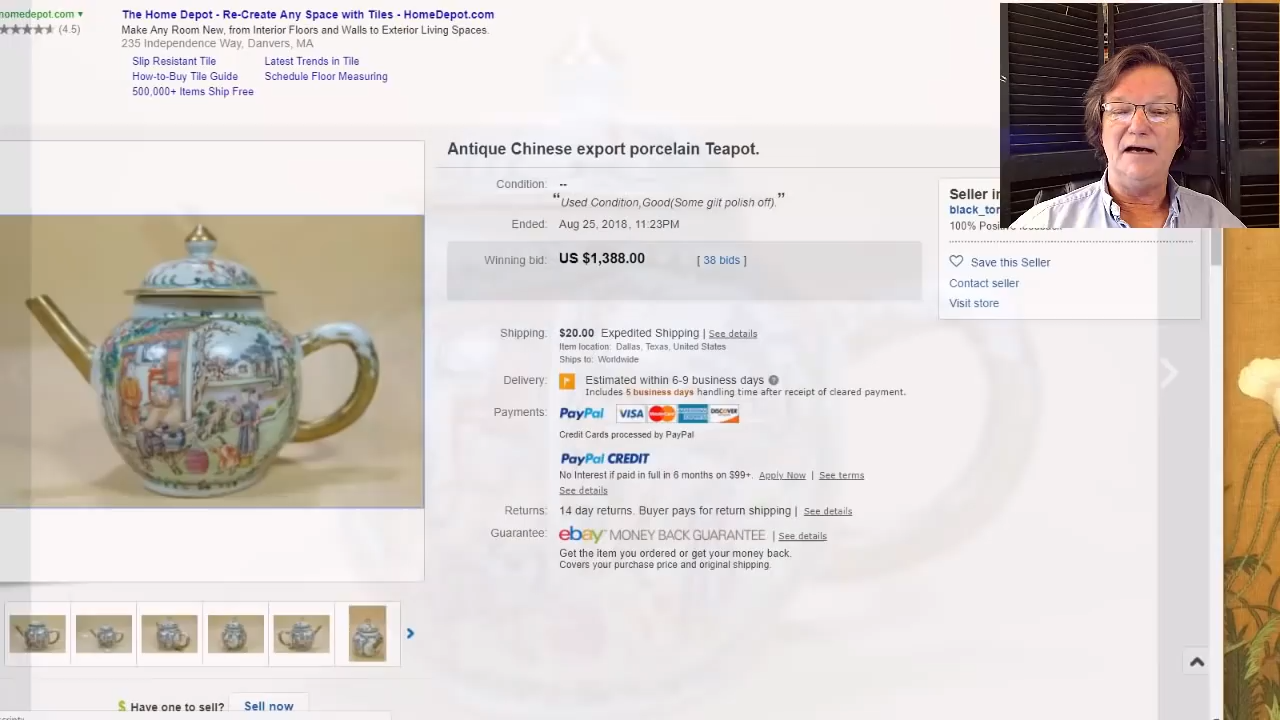 homedepot.com ▾
The Home Depot - Re-Create Any Space with Tiles - HomeDepot.com
(4.5)
Make Any Room New, from Interior Floors and Walls to Exterior Living Spaces.
235 Independence Way, Danvers, MA
Slip Resistant Tile Latest Trends in Tile
How-to-Buy Tile Guide Schedule Floor Measuring
500,000+ Items Ship Free
Antique Chinese export porcelain Teapot.
Condition: --
“Used Condition,Good(Some gilt polish off).”
Ended: Aug 25, 2018, 11:23PM
Winning bid: US $1,388.00 [ 38 bids ]
Shipping: $20.00 Expedited Shipping | See details
Item location: Dallas, Texas, United States
Ships to: Worldwide
Delivery: Estimated within 6-9 business days ?
Includes 5 business days handling time after receipt of cleared payment.
Payments: PayPal VISA MasterCard DISCOVER
Credit Cards processed by PayPal
PayPal CREDIT
No Interest if paid in full in 6 months on $99+. Apply Now | See terms
See details
Returns: 14 day returns. Buyer pays for return shipping | See details
Guarantee: ebay MONEY BACK GUARANTEE | See details
Get the item you ordered or get your money back.
Covers your purchase price and original shipping.
Seller
black_
100%
Save this Seller
Contact seller
Visit store
$ Have one to sell? Sell now